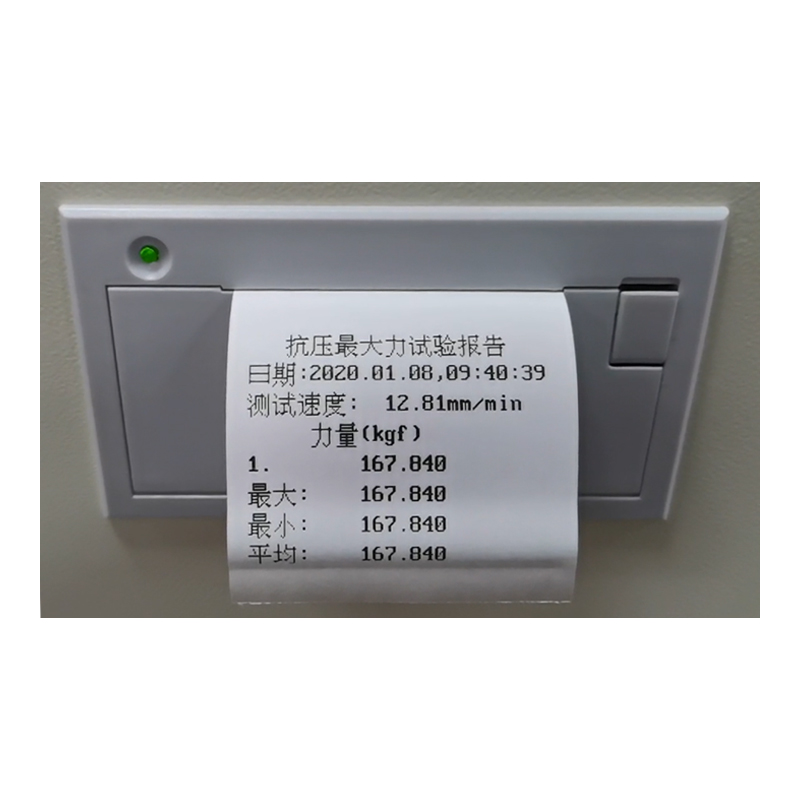 抗压最大力试验报告
日期:2020.01.08,09:40:39
测试速度: 12.81mm/min
力量(kgf)
1. 167.840
最大: 167.840
最小: 167.840
平均: 167.840